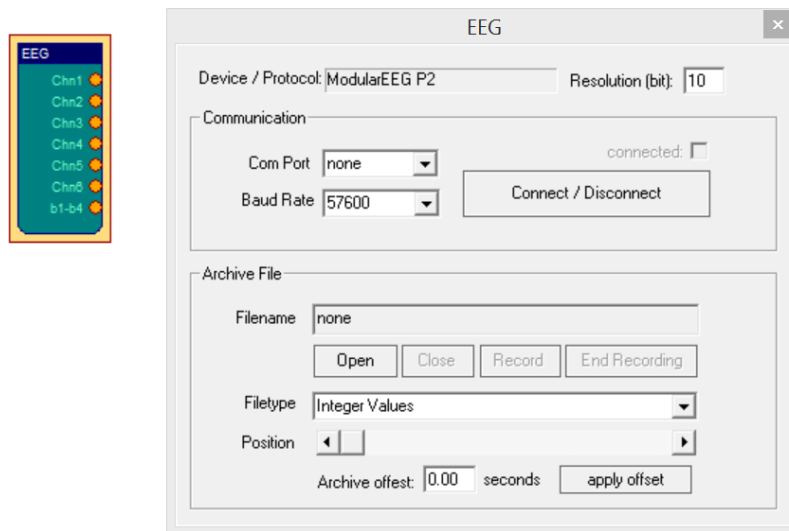 EEG
Chn1
Chn2
Chn3
Chn4
Chn5
Chn6
b1-b4
EEG
Device / Protocol: ModularEEG P2 Resolution (bit): 10
Communication
connected:
Com Port none
Connect / Disconnect
Baud Rate 57600
Archive File
Filename none
Open Close Record End Recording
Filetype Integer Values
Position
Archive offest: 0.00 seconds apply offset